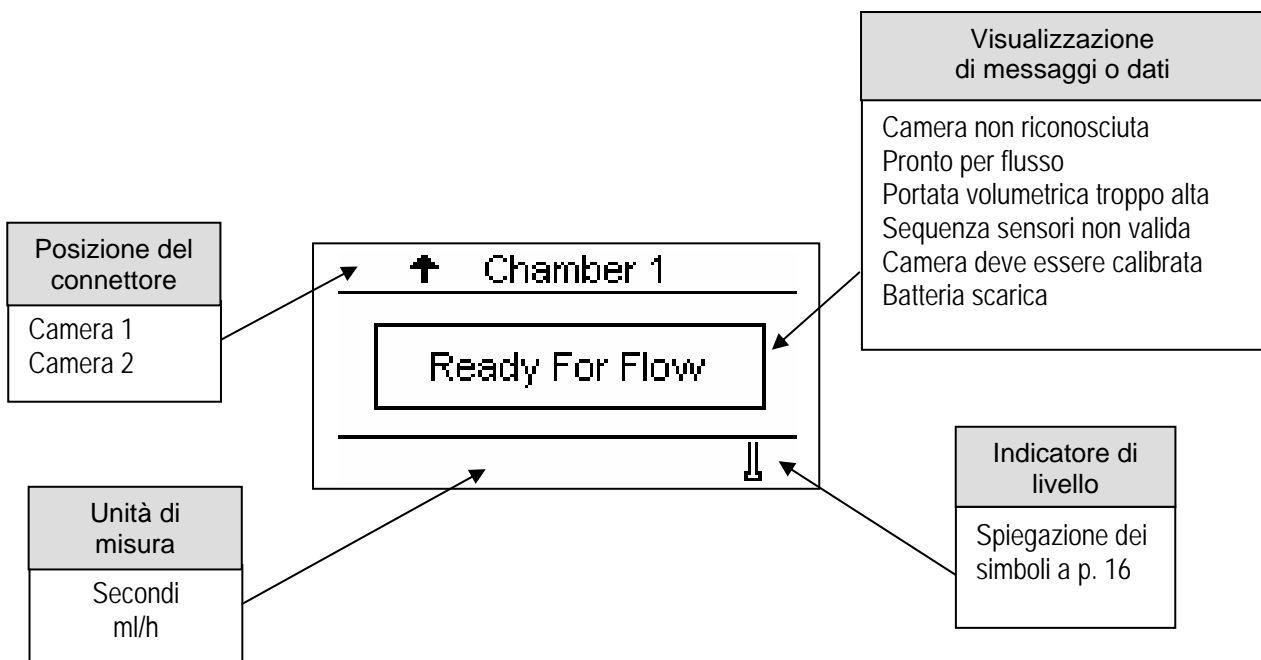 Visualizzazione
di messaggi o dati
Camera non riconosciuta
Pronto per flusso
Portata volumetrica troppo alta
Sequenza sensori non valida
Camera deve essere calibrata
Batteria scarica
Posizione del
connettore
Camera 1
Camera 2
Chamber 1
Ready For Flow
Unità di
misura
Secondi
ml/h
Indicatore di
livello
Spiegazione dei
simboli a p. 16